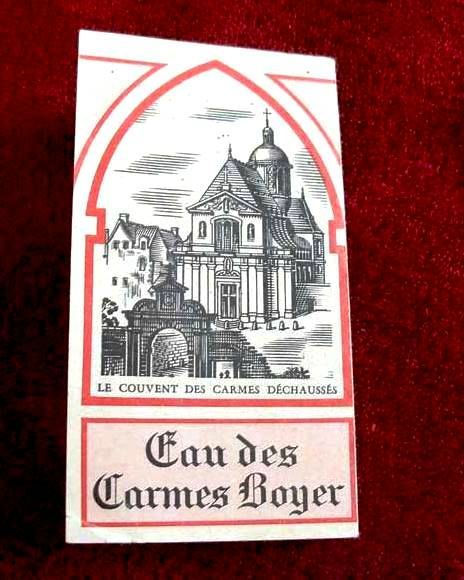 LE COUVENT DES CARMES DÉCHAUSSÉS
Eau des
Carmes Boyer